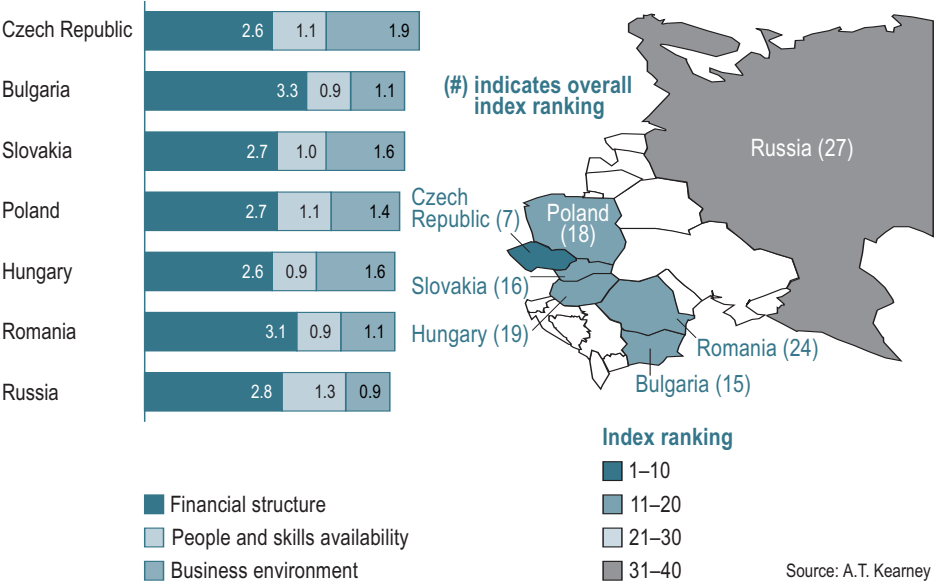 Czech Republic 2.6 1.1 1.9
Bulgaria 3.3 0.9 1.1
Slovakia 2.7 1.0 1.6
Poland 2.7 1.1 1.4
Hungary 2.6 0.9 1.6
Romania 3.1 0.9 1.1
Russia 2.8 1.3 0.9
Financial structure
People and skills availability
Business environment
(#) indicates overall
index ranking
Russia (27)
Czech
Republic (7)
Poland
(18)
Slovakia (16)
Hungary (19)
Romania (24)
Bulgaria (15)
Index ranking
1–10
11–20
21–30
31–40
Source: A.T. Kearney